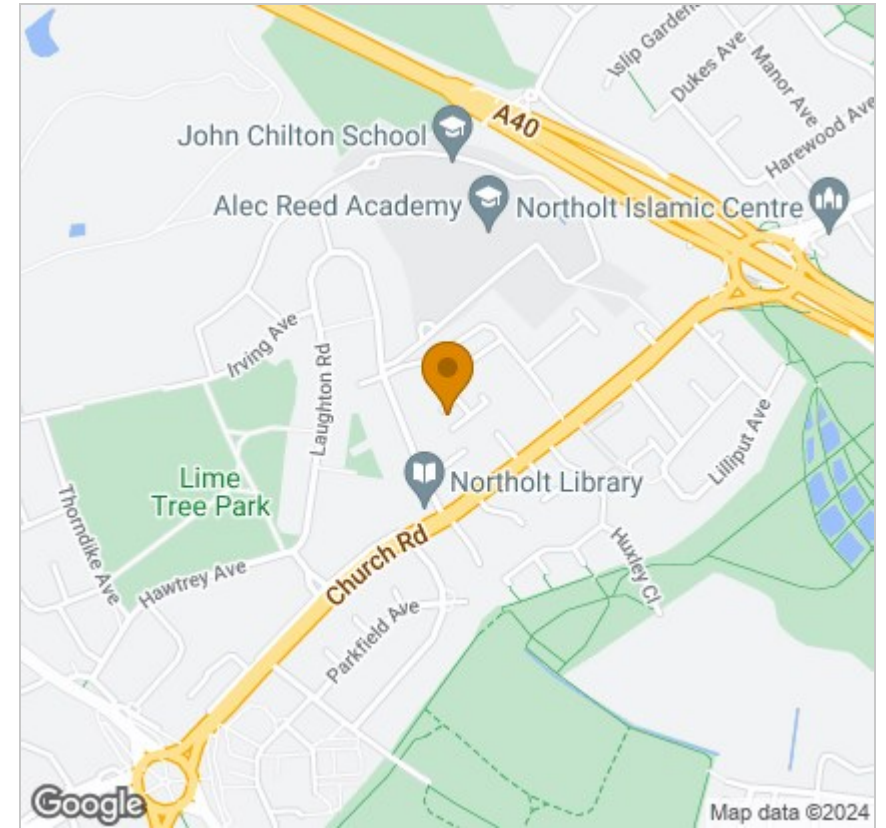 Islip Gardens
Dukes Ave
Manor Ave
Harewood Ave
A40
John Chilton School
Alec Reed Academy
Northolt Islamic Centre
Irving Ave
Laughton Rd
Lime
Tree Park
Northolt Library
Lilliput Ave
Thorndike Ave
Hawtrey Ave
Church Rd
Huxley Cl.
Parkfield Ave
Google
Map data ©2024